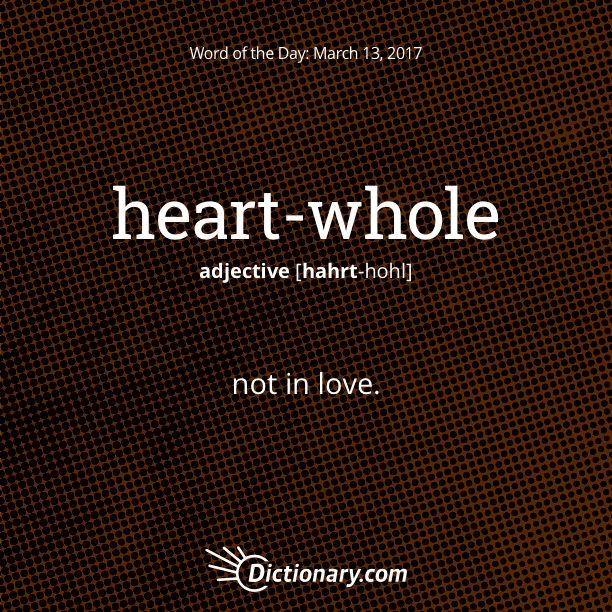 Word of the Day: March 13, 2017
heart-whole
adjective [hahrt-hohl]
not in love.
Dictionary.com